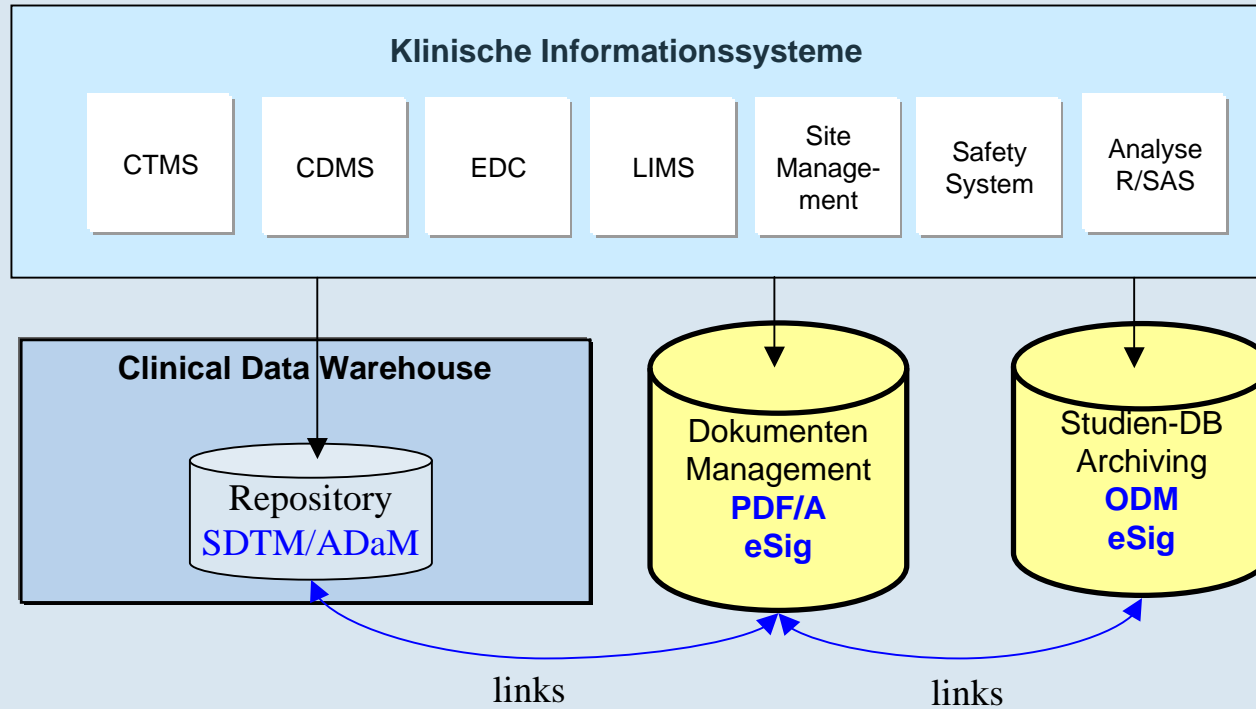 Klinische Informationssysteme
CTMS
CDMS
EDC
LIMS
Site
Manage-
ment
Safety
System
Analyse
R/SAS
Clinical Data Warehouse
Repository
SDTM/ADaM
Dokumenten
Management
PDF/A
eSig
Studien-DB
Archiving
ODM
eSig
links
links